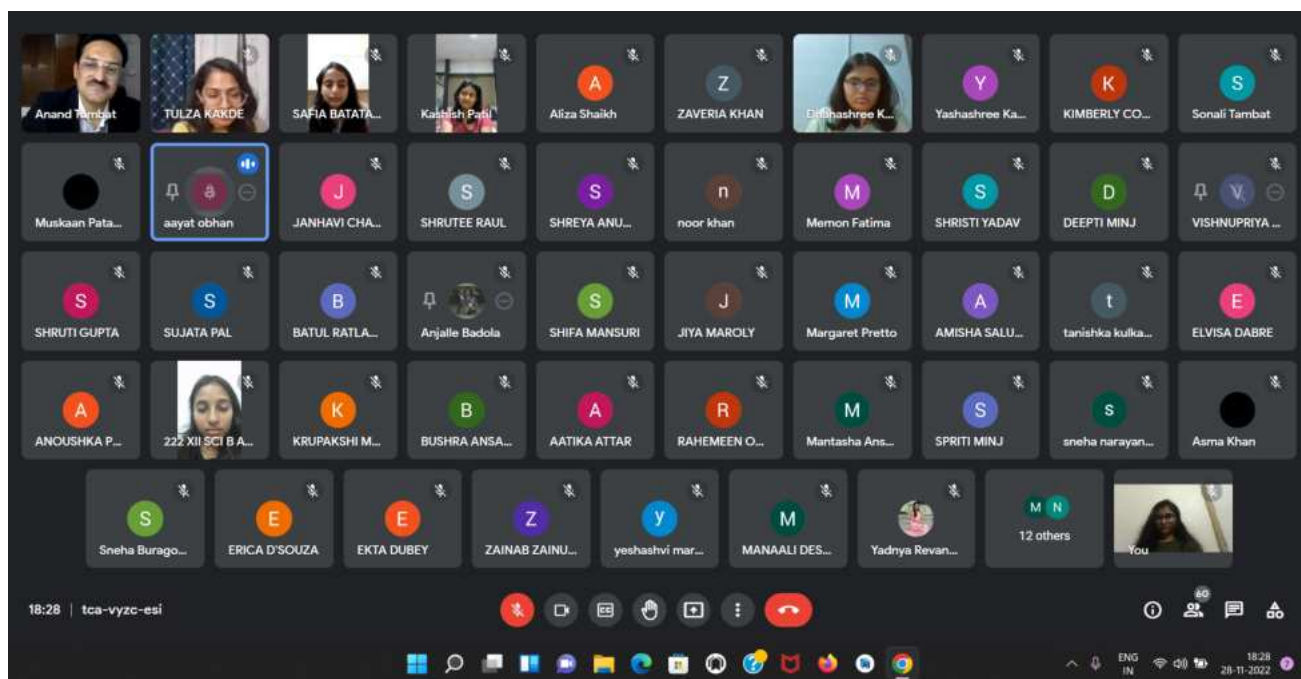 Anand Tambat
TULZA KAKDE
SAFIA BATATA...
Kashish Patil
A
Aliza Shaikh
Z
ZAVERIA KHAN
Dhanashree K...
Y
Yashashree Ka...
K
KIMBERLY CO...
S
Sonali Tambat
Muskaan Pata...
a
aayat obhan
J
JANHAVI CHA...
S
SHRUTEE RAUL
S
SHREYA ANU...
n
noor khan
M
Memon Fatima
S
SHRISTI YADAV
D
DEEPTI MINJ
V
VISHNUPRIYA ...
S
SHRUTI GUPTA
S
SUJATA PAL
B
BATUL RATLA...
Anjalle Badola
S
SHIFA MANSURI
J
JIYA MAROLY
M
Margaret Pretto
A
AMISHA SALU...
t
tanishka kulka...
E
ELVISA DABRE
A
ANOUSHKA P...
222 XII SCI B A...
K
KRUPAKSHI M...
B
BUSHRA ANSA...
A
AATIKA ATTAR
R
RAHEMEEN O...
M
Mantasha Ans...
S
SPRITI MINJ
s
sneha narayan...
Asma Khan
S
Sneha Burago...
E
ERICA D'SOUZA
E
EKTA DUBEY
Z
ZAINAB ZAINU...
y
yeshashvi mar...
M
MANAALI DES...
Yadnya Revan...
M N
12 others
You
18:28 | tca-vyzc-esi
60
ENG
IN
18:28
28-11-2022
7